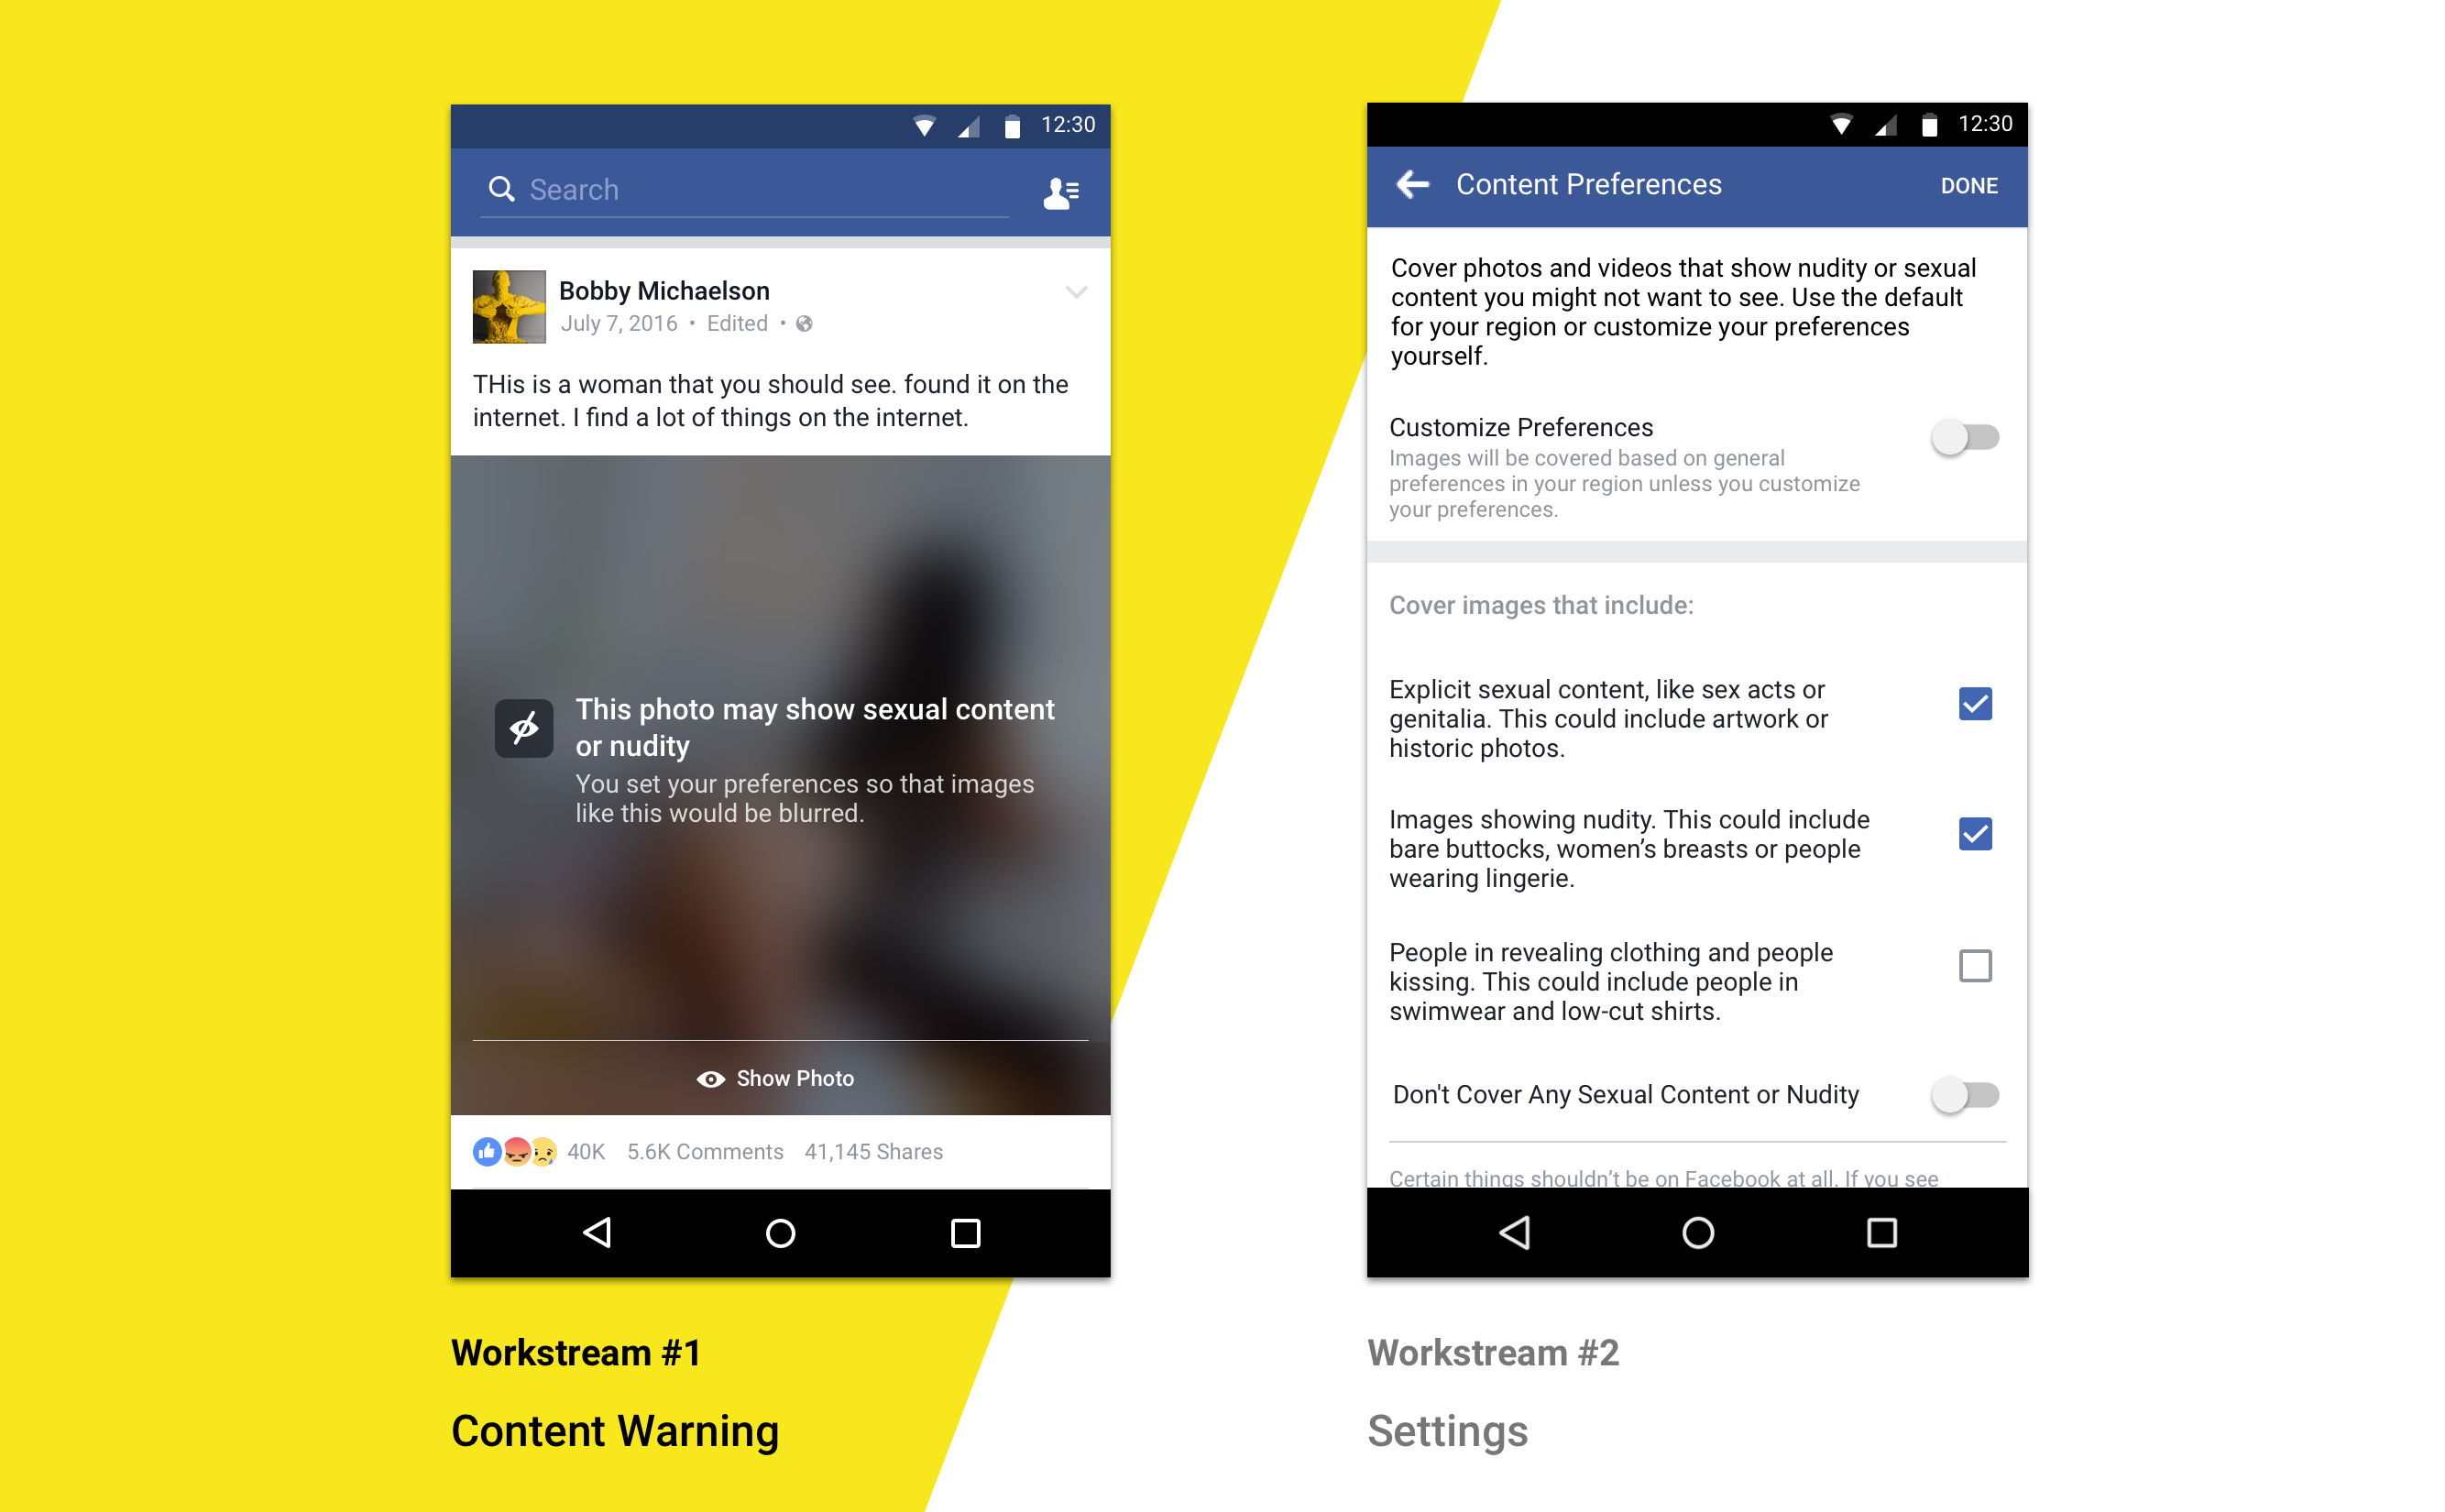 12:30
Search
Bobby Michaelson
July 7, 2016 • Edited •
THis is a woman that you should see. found it on the
internet. I find a lot of things on the internet.
This photo may show sexual content
or nudity
You set your preferences so that images
like this would be blurred.
Show Photo
40K 5.6K Comments 41,145 Shares
Workstream #1
Content Warning
12:30
Content Preferences DONE
Cover photos and videos that show nudity or sexual
content you might not want to see. Use the default
for your region or customize your preferences
yourself.
Customize Preferences
Images will be covered based on general
preferences in your region unless you customize
your preferences.
Cover images that include:
Explicit sexual content, like sex acts or
genitalia. This could include artwork or
historic photos.
Images showing nudity. This could include
bare buttocks, women’s breasts or people
wearing lingerie.
People in revealing clothing and people
kissing. This could include people in
swimwear and low-cut shirts.
Don't Cover Any Sexual Content or Nudity
Certain things shouldn’t be on Facebook at all. If you see
Workstream #2
Settings